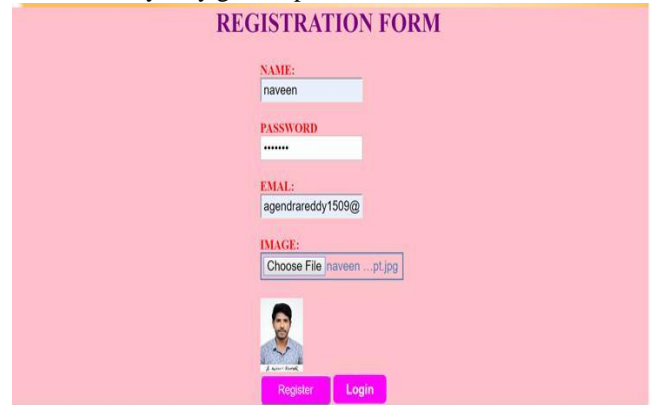 REGISTRATION FORM
NAME:
naveen
PASSWORD
•••••••
EMAL:
agendrareddy1509@
IMAGE:
Choose File naveen ...pt.jpg
Register Login